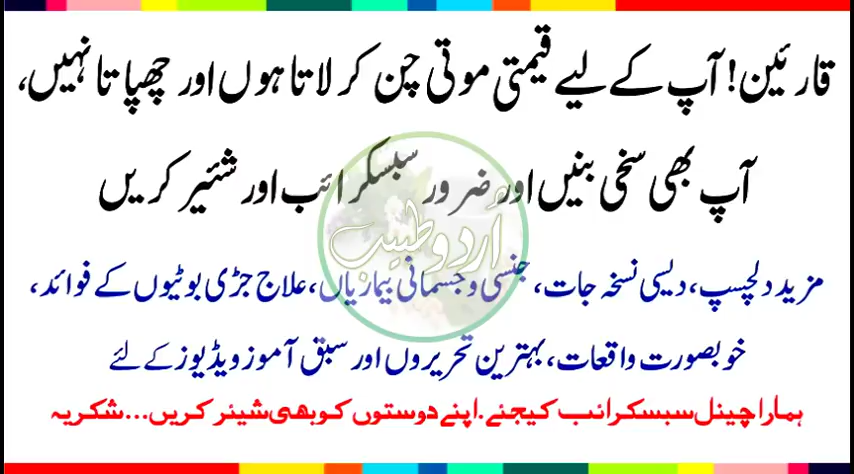 قارئین! آپ کے لیے قیمتی موتی چن کر لاتا ہوں اور چھپاتا نہیں،
آپ بھی سخی بنیں اور ضرور سبسکرائب اور شئیر کریں
اُردو طبیب
مزید دلچسپ، دیسی نسخہ جات، جنسی و جسمانی بیماریاں، علاج جڑی بوٹیوں کے فوائد،
خوبصورت واقعات، بہترین تحریروں اور سبق آموز ویڈیوز کے لئے
ہمارا چینل سبسکرائب کیجئے۔ اپنے دوستوں کو بھی شیئر کریں...شکریہ